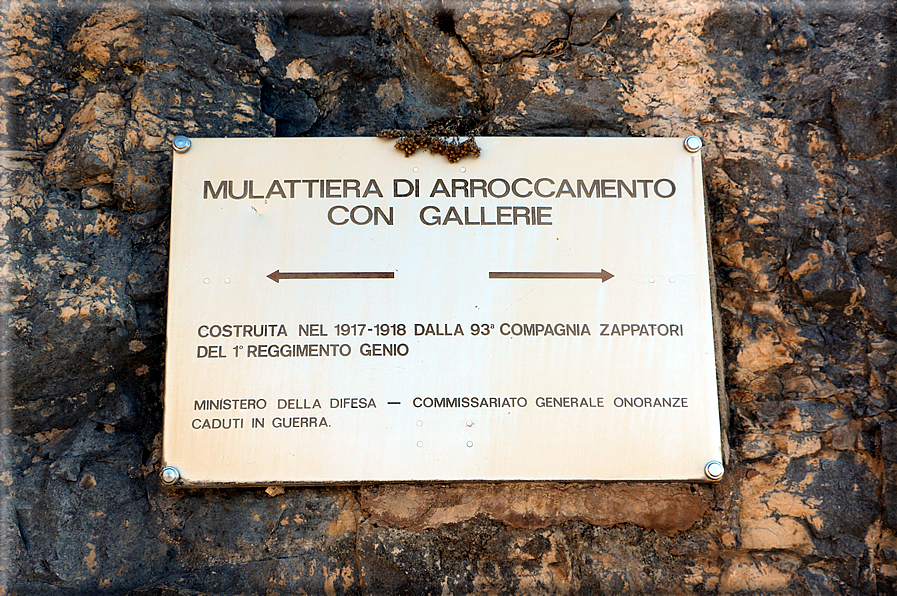 MULATTIERA DI ARROCCAMENTO
CON GALLERIE
COSTRUITA NEL 1917-1918 DALLA 93ª COMPAGNIA ZAPPATORI
DEL 1° REGGIMENTO GENIO
MINISTERO DELLA DIFESA — COMMISSARIATO GENERALE ONORANZE
CADUTI IN GUERRA.